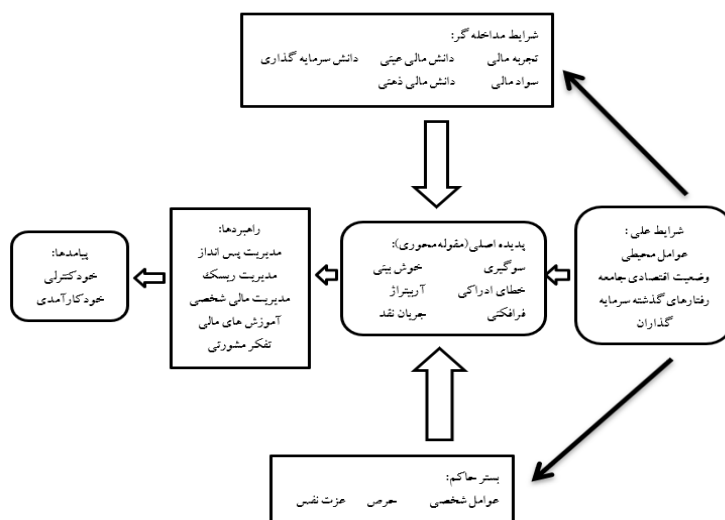 شرایط مداخله گر:
تجربه مالی دانش مالی عینی دانش سرمایه گذاری
سواد مالی دانش مالی ذهنی
شرایط علی:
عوامل محیطی
وضعیت اقتصادی جامعه
رفتارهای گذشته سرمایه
گذاران
پدیده اصلی(مقوله محوری):
سوگیری خوش بینی
خطای ادراکی آربیتراژ
فرافکنی جریان نقد
راهبردها:
مدیریت پس انداز
مدیریت ریسک
مدیریت مالی شخصی
آموزش های مالی
تفکر مشورتی
پیامدها:
خودکنترلی
خودکارآمدی
بستر حاکم:
عوامل شخصی حرص عزت نفس